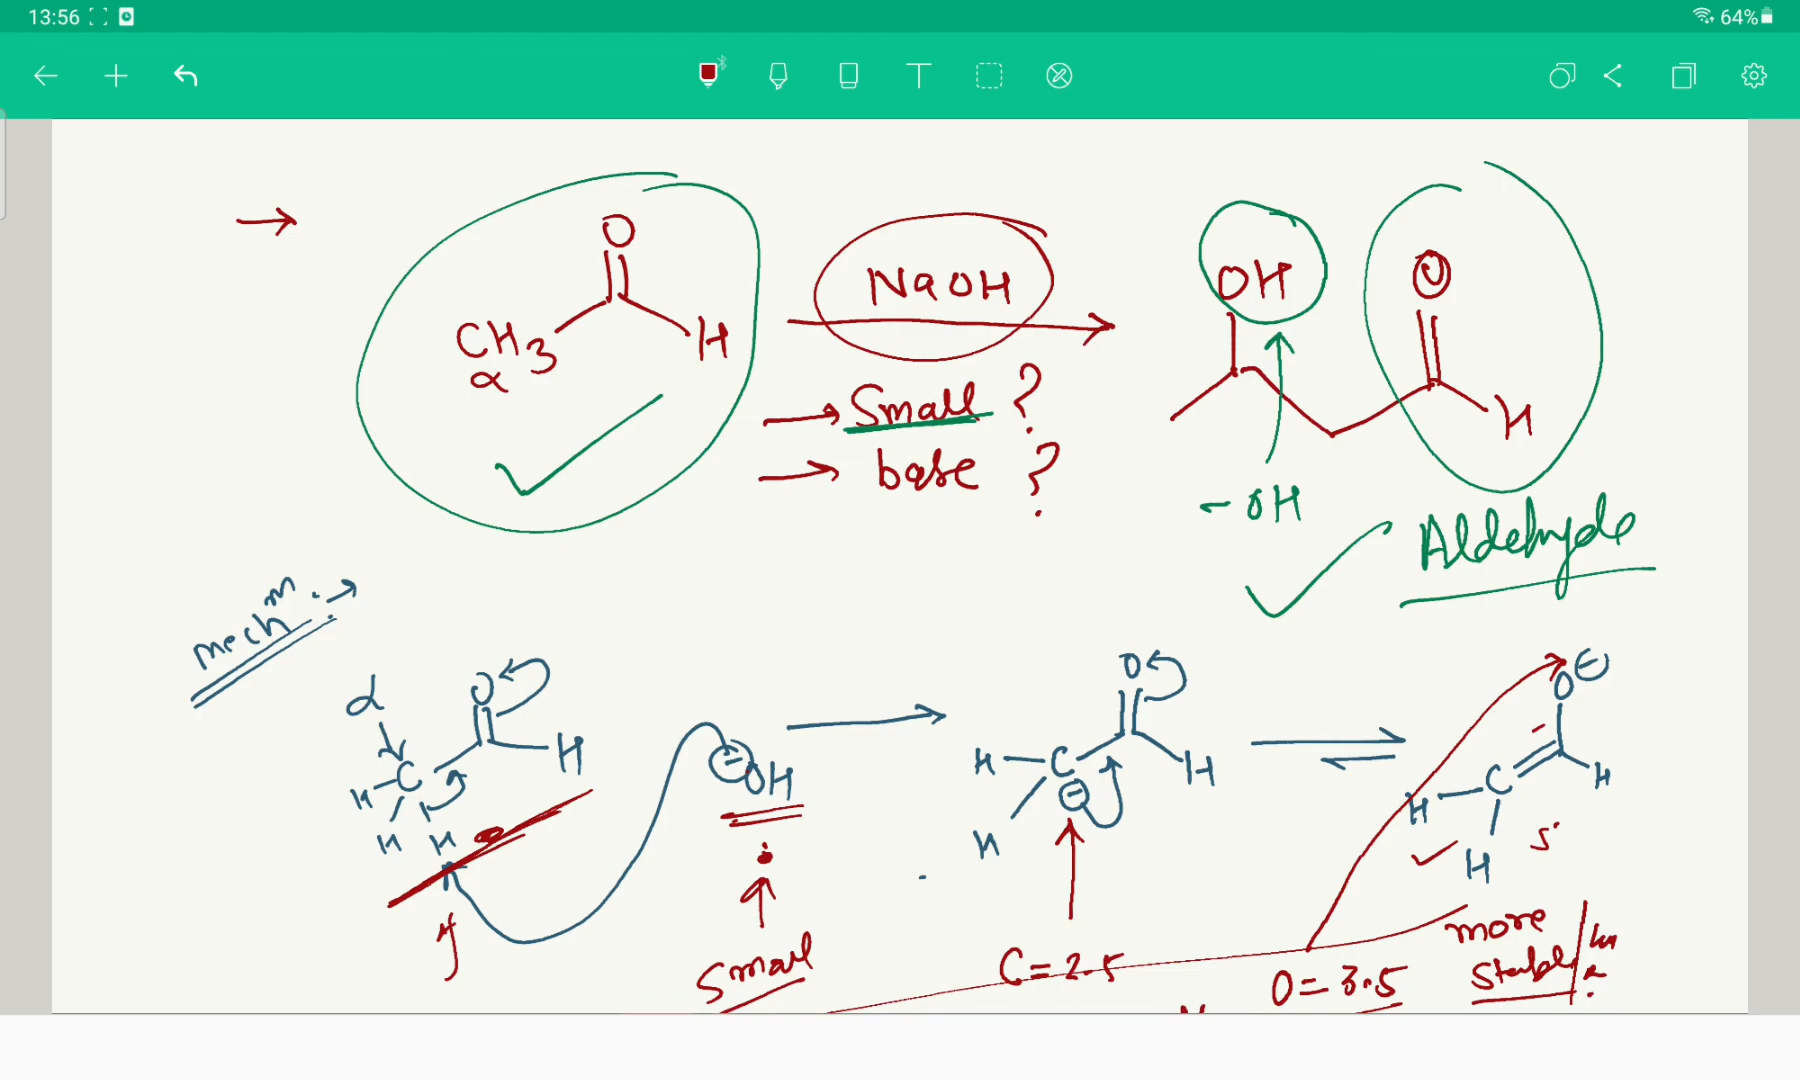 13:56
64%
O
CH3
α
H
NaOH
→ Small ?
→ base ?
OH
O
H
-OH
Aldehyde
mechm. →
α
O
H
H-C
H H
⊖OH
Small
O
H-C
⊖
H
H
C=2.5
O⊖
H
C
H
H
O=3.5
more
Stable